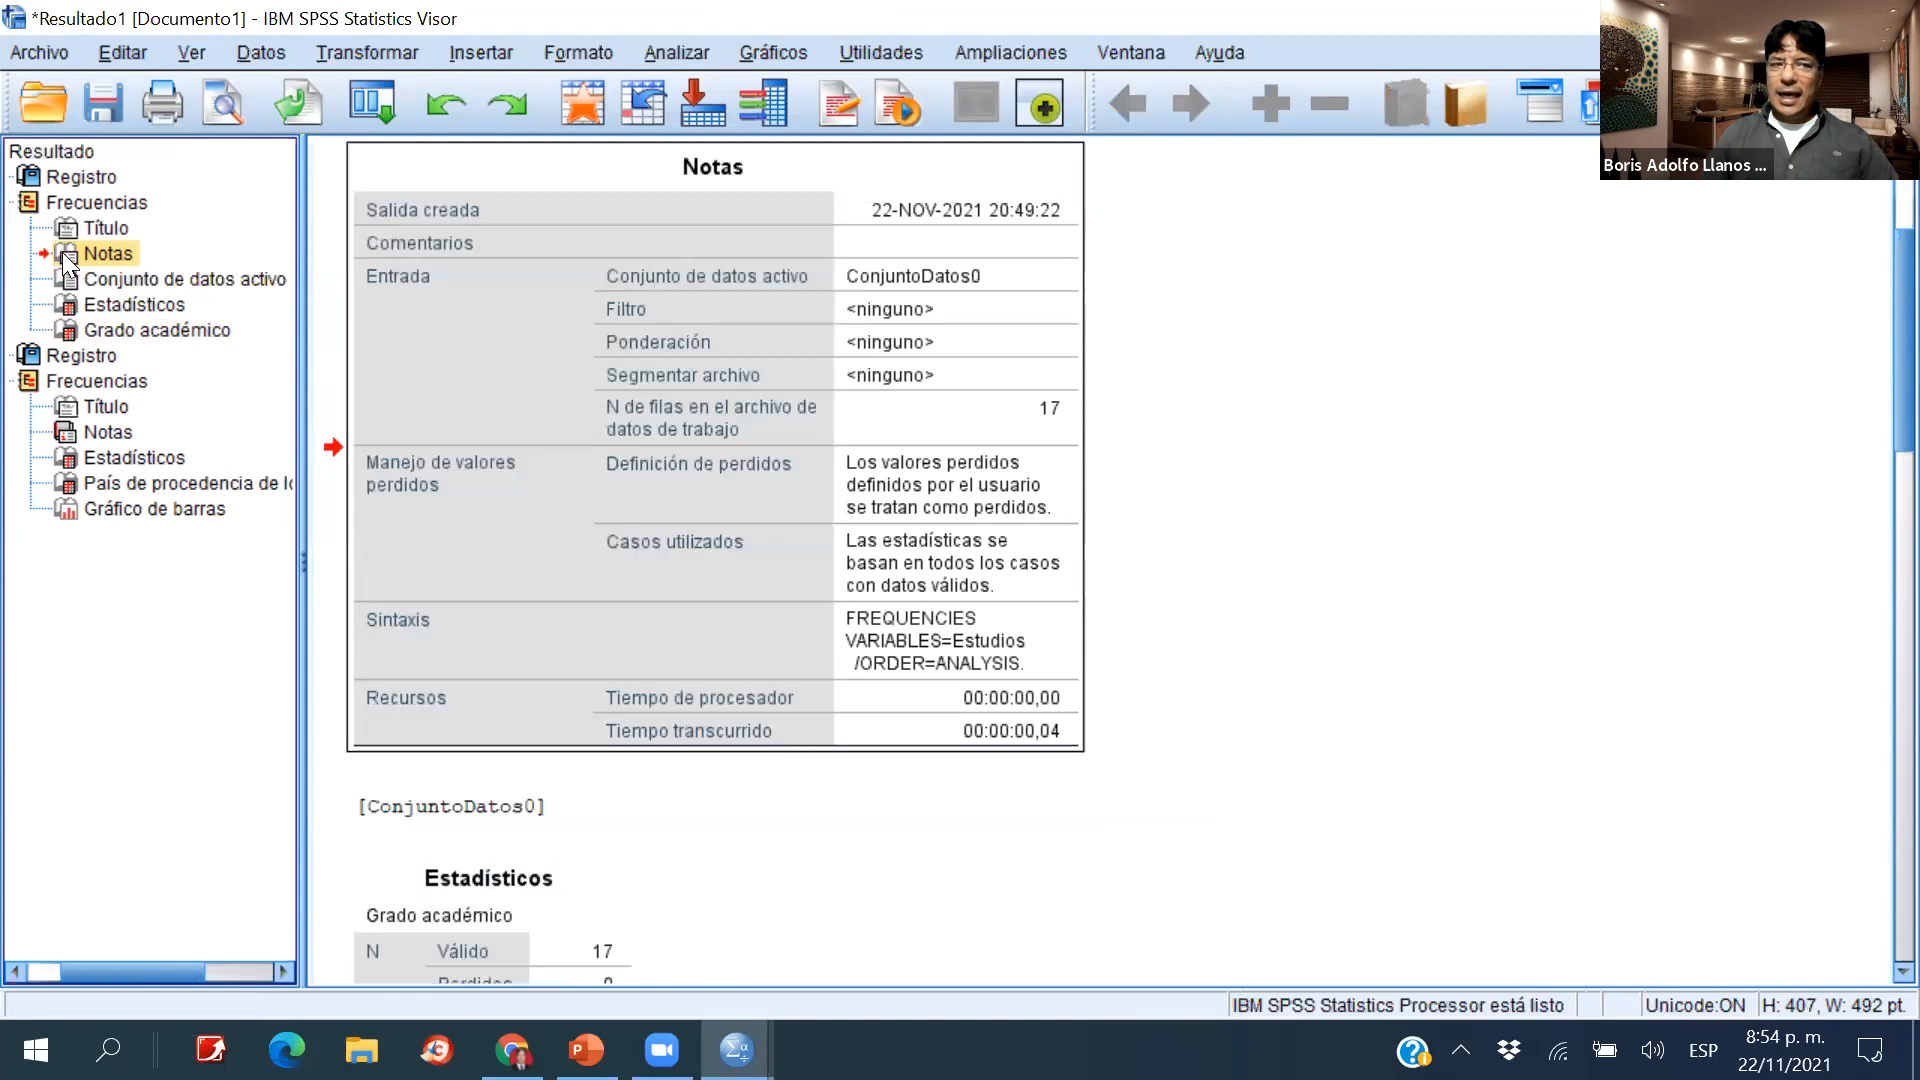 *Resultado1 [Documento1] - IBM SPSS Statistics Visor
Archivo Editar Ver Datos Transformar Insertar Formato Analizar Gráficos Utilidades Ampliaciones Ventana Ayuda
Boris Adolfo Llanos ...
Resultado
Registro
Frecuencias
Título
Notas
Conjunto de datos activo
Estadísticos
Grado académico
Registro
Frecuencias
Título
Notas
Estadísticos
País de procedencia de
Gráfico de barras
Notas
Salida creada 22-NOV-2021 20:49:22
Comentarios
Entrada Conjunto de datos activo ConjuntoDatos0
Filtro <ninguno>
Ponderación <ninguno>
Segmentar archivo <ninguno>
N de filas en el archivo de 17
datos de trabajo
Manejo de valores Definición de perdidos Los valores perdidos
perdidos definidos por el usuario
se tratan como perdidos.
Casos utilizados Las estadísticas se
basan en todos los casos
con datos válidos.
Sintaxis FREQUENCIES
VARIABLES=Estudios
/ORDER=ANALYSIS.
Recursos Tiempo de procesador 00:00:00,00
Tiempo transcurrido 00:00:00,04
[ConjuntoDatos0]
Estadísticos
Grado académico
N Válido 17
Perdidos 0
IBM SPSS Statistics Processor está listo Unicode:ON H: 407, W: 492 pt.
ESP 8:54 p. m.
22/11/2021